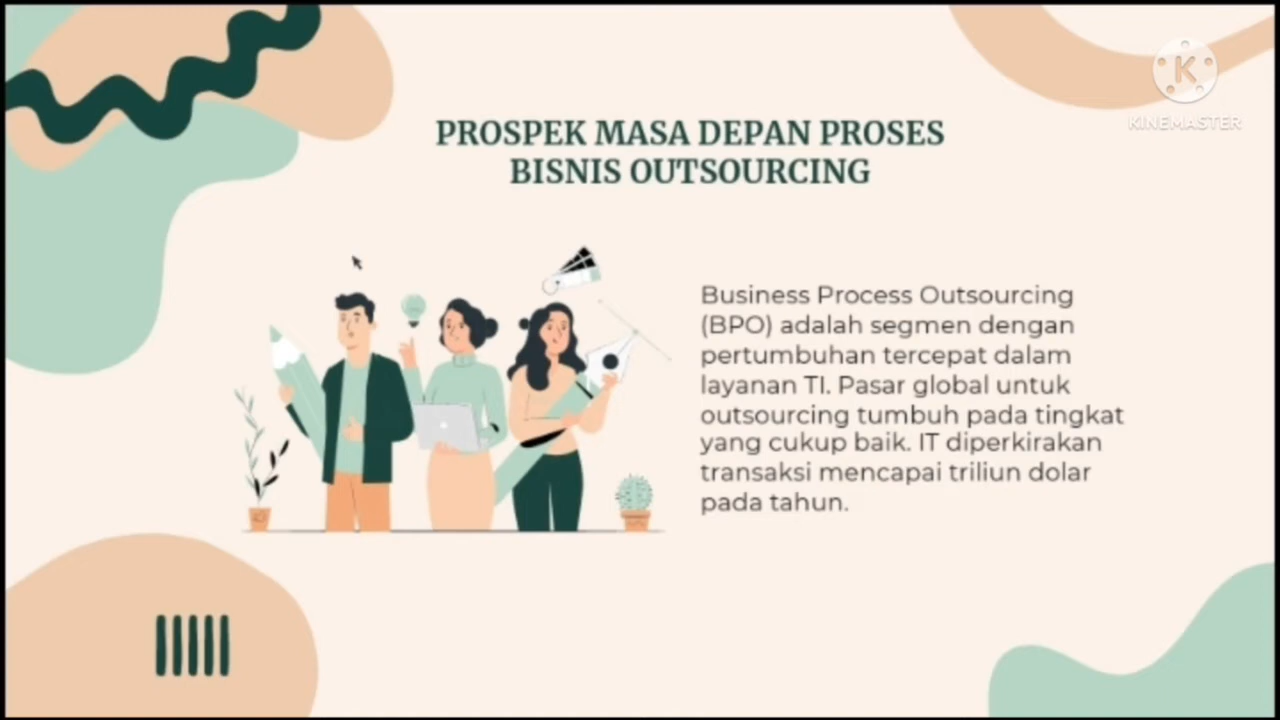 PROSPEK MASA DEPAN PROSES
BISNIS OUTSOURCING
Business Process Outsourcing
(BPO) adalah segmen dengan
pertumbuhan tercepat dalam
layanan TI. Pasar global untuk
outsourcing tumbuh pada tingkat
yang cukup baik. IT diperkirakan
transaksi mencapai triliun dolar
pada tahun.
K
KINEMASTER